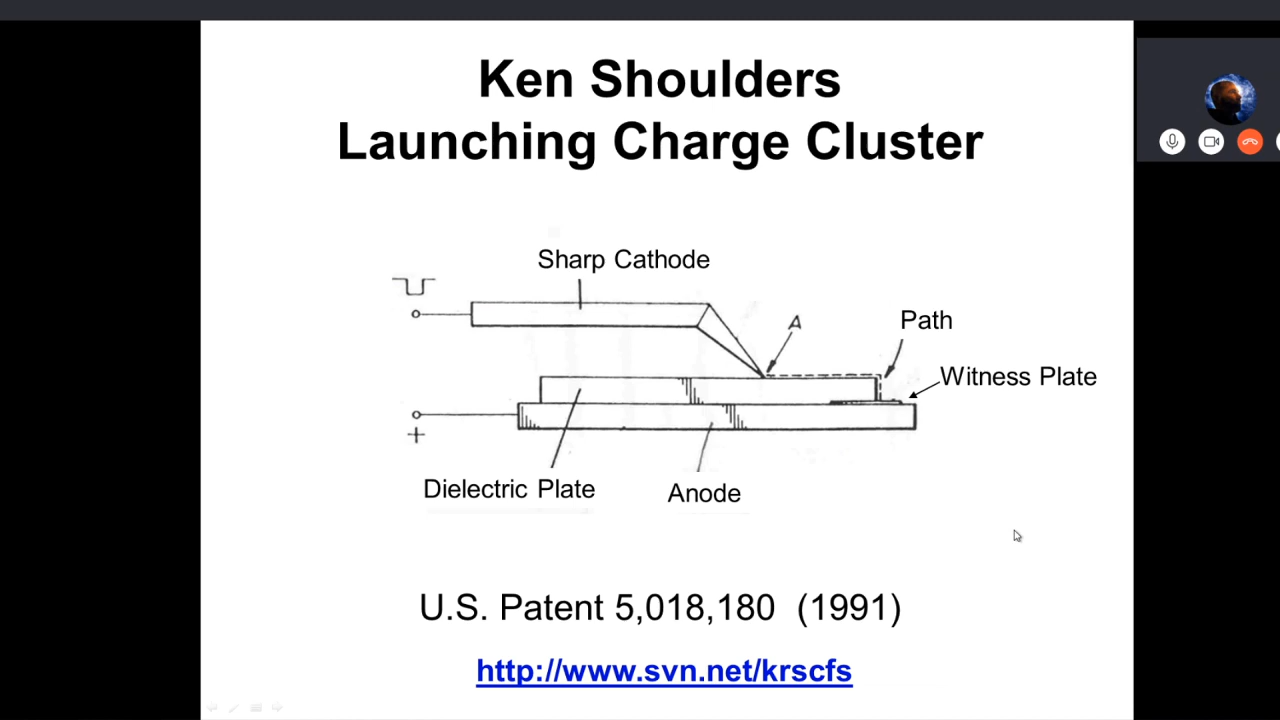 Ken Shoulders
Launching Charge Cluster
Sharp Cathode
A
Path
Witness Plate
+
Dielectric Plate
Anode
U.S. Patent 5,018,180 (1991)
http://www.svn.net/krscfs